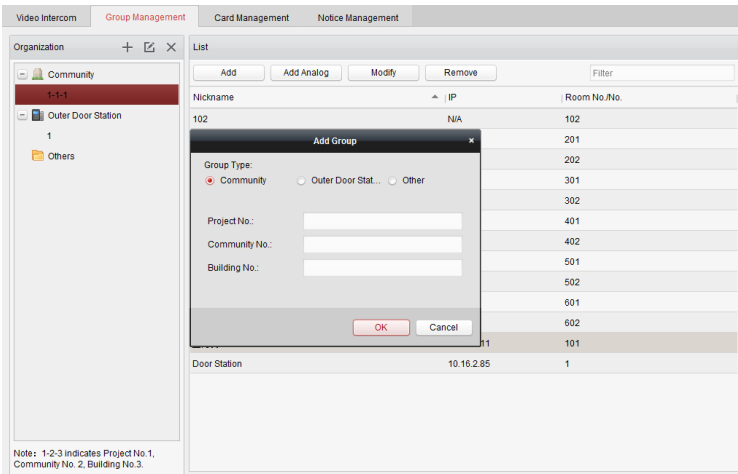 Video Intercom Group Management Card Management Notice Management
Organization
List
Add Add Analog Modify Remove Filter
Nickname IP Room No./No.
Community
1-1-1
Outer Door Station
1
Others
102 N/A 102
201
202
301
302
401
402
501
502
601
602
11 101
Door Station 10.16.2.85 1
Add Group
Group Type:
Community Outer Door Stat... Other
Project No.:
Community No.:
Building No.:
OK Cancel
Note: 1-2-3 indicates Project No.1,
Community No. 2, Building No.3.